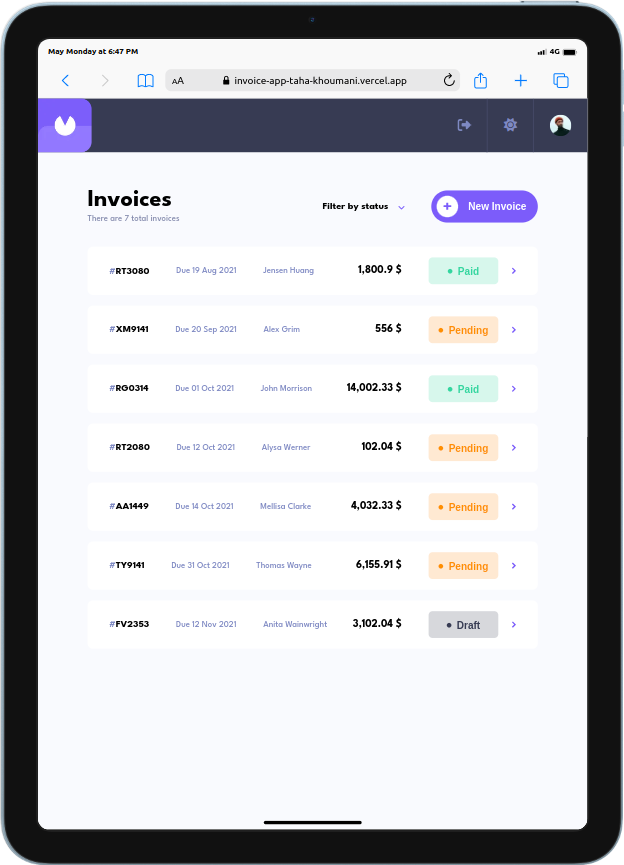 May Monday at 6:47 PM 4G
AA invoice-app-taha-khoumani.vercel.app
Invoices
There are 7 total invoices
Filter by status
New Invoice
#RT3080 Due 19 Aug 2021 Jensen Huang 1,800.9 $ Paid
#XM9141 Due 20 Sep 2021 Alex Grim 556 $ Pending
#RG0314 Due 01 Oct 2021 John Morrison 14,002.33 $ Paid
#RT2080 Due 12 Oct 2021 Alysa Werner 102.04 $ Pending
#AA1449 Due 14 Oct 2021 Mellisa Clarke 4,032.33 $ Pending
#TY9141 Due 31 Oct 2021 Thomas Wayne 6,155.91 $ Pending
#FV2353 Due 12 Nov 2021 Anita Wainwright 3,102.04 $ Draft